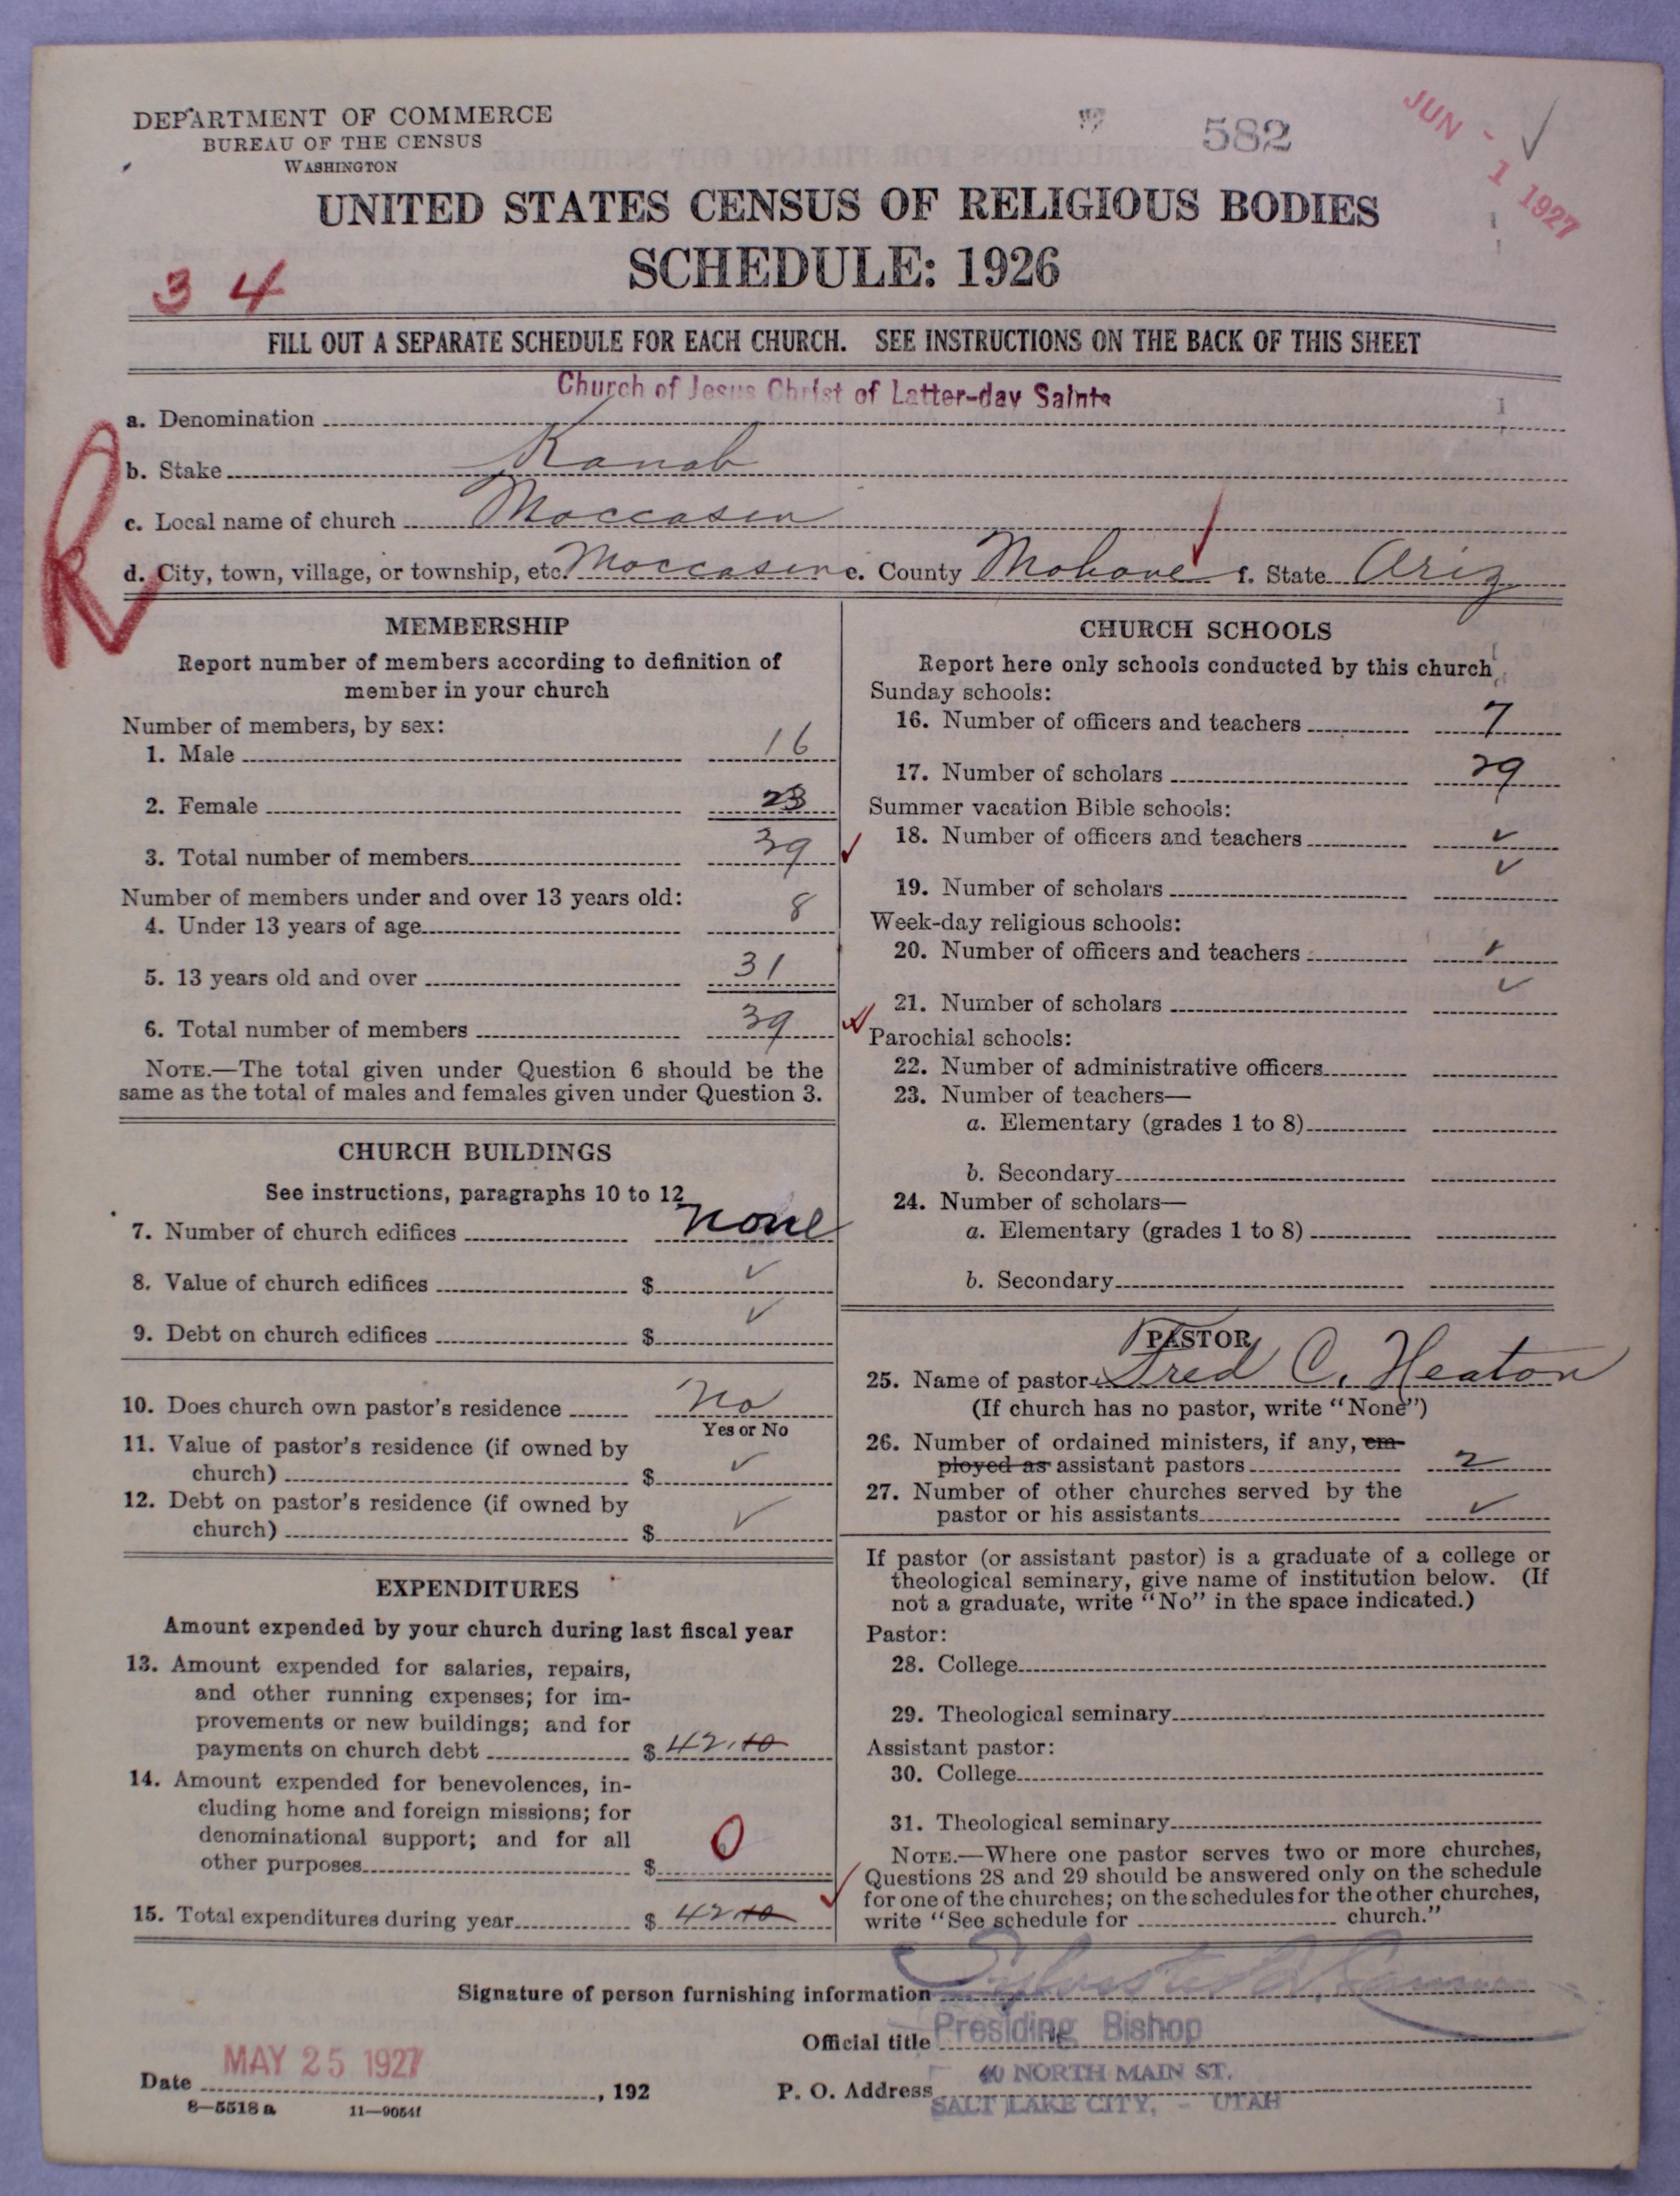 DEPARTMENT OF COMMERCE
BUREAU OF THE CENSUS
WASHINGTON
582
JUN - 1 1927
UNITED STATES CENSUS OF RELIGIOUS BODIES
SCHEDULE: 1926
3 4
FILL OUT A SEPARATE SCHEDULE FOR EACH CHURCH. SEE INSTRUCTIONS ON THE BACK OF THIS SHEET
Church of Jesus Christ of Latter-day Saints
a. Denomination
R
b. Stake Kanab
c. Local name of church Moccasin
d. City, town, village, or township, etc. Moccasin e. County Mohave f. State Ariz
MEMBERSHIP
Report number of members according to definition of
member in your church
Number of members, by sex:
1. Male 16
2. Female 23
3. Total number of members 39 ✓
Number of members under and over 13 years old:
4. Under 13 years of age 8
5. 13 years old and over 31
6. Total number of members 39
NOTE.—The total given under Question 6 should be the
same as the total of males and females given under Question 3.
CHURCH BUILDINGS
See instructions, paragraphs 10 to 12
7. Number of church edifices none
8. Value of church edifices $ ✓
9. Debt on church edifices $ ✓
10. Does church own pastor's residence no
Yes or No
11. Value of pastor's residence (if owned by
church) $ ✓
12. Debt on pastor's residence (if owned by
church) $ ✓
EXPENDITURES
Amount expended by your church during last fiscal year
13. Amount expended for salaries, repairs,
and other running expenses; for im-
provements or new buildings; and for
payments on church debt $ 42.10
14. Amount expended for benevolences, in-
cluding home and foreign missions; for
denominational support; and for all
other purposes $ 0
15. Total expenditures during year $ 42.10
CHURCH SCHOOLS
Report here only schools conducted by this church
Sunday schools:
16. Number of officers and teachers 7
17. Number of scholars 29
Summer vacation Bible schools:
18. Number of officers and teachers ✓
19. Number of scholars ✓
Week-day religious schools:
20. Number of officers and teachers ✓
21. Number of scholars ✓
Parochial schools:
22. Number of administrative officers
23. Number of teachers—
a. Elementary (grades 1 to 8)
b. Secondary
24. Number of scholars—
a. Elementary (grades 1 to 8)
b. Secondary
PASTOR
25. Name of pastor Fred C. Heaton
(If church has no pastor, write "None")
26. Number of ordained ministers, if any, em-
ployed as assistant pastors 2
27. Number of other churches served by the
pastor or his assistants ✓
If pastor (or assistant pastor) is a graduate of a college or
theological seminary, give name of institution below. (If
not a graduate, write "No" in the space indicated.)
Pastor:
28. College
29. Theological seminary
Assistant pastor:
30. College
31. Theological seminary
NOTE.—Where one pastor serves two or more churches,
Questions 28 and 29 should be answered only on the schedule
for one of the churches; on the schedules for the other churches,
write "See schedule for church."
Signature of person furnishing information
Official title Presiding Bishop
Date MAY 25 1927, 192
P. O. Address 40 NORTH MAIN ST.
SALT LAKE CITY, - UTAH
8—5518 a 11—9054f